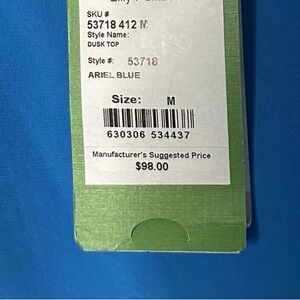 SKU #
53718 412 M
Style Name:
DUSK TOP
Style #: 53718
ARIEL BLUE
Size: M
630306 534437
Manufacturer's Suggested Price
$98.00